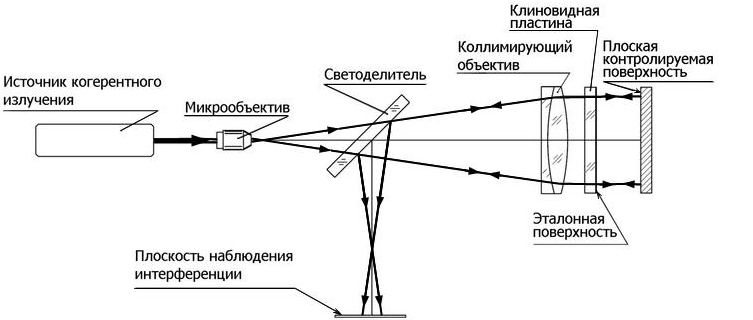 Клиновидная
пластина
Коллимирующий
объектив
Плоская
контролируемая
поверхность
Светоделитель
Источник когерентного
излучения
Микрообъектив
Эталонная
поверхность
Плоскость наблюдения
интерференции